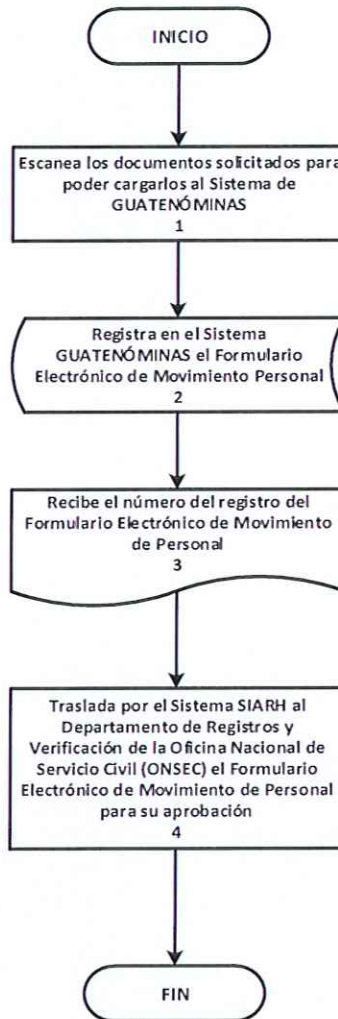 INICIO
Escanea los documentos solicitados para
poder cargarlos al Sistema de
GUATENÓMINAS
1
Registra en el Sistema
GUATENÓMINAS el Formulario
Electrónico de Movimiento Personal
2
Recibe el número del registro del
Formulario Electrónico de Movimiento
de Personal
3
Traslada por el Sistema SIARH al
Departamento de Registros y
Verificación de la Oficina Nacional de
Servicio Civil (ONSEC) el Formulario
Electrónico de Movimiento de Personal
para su aprobación
4
FIN